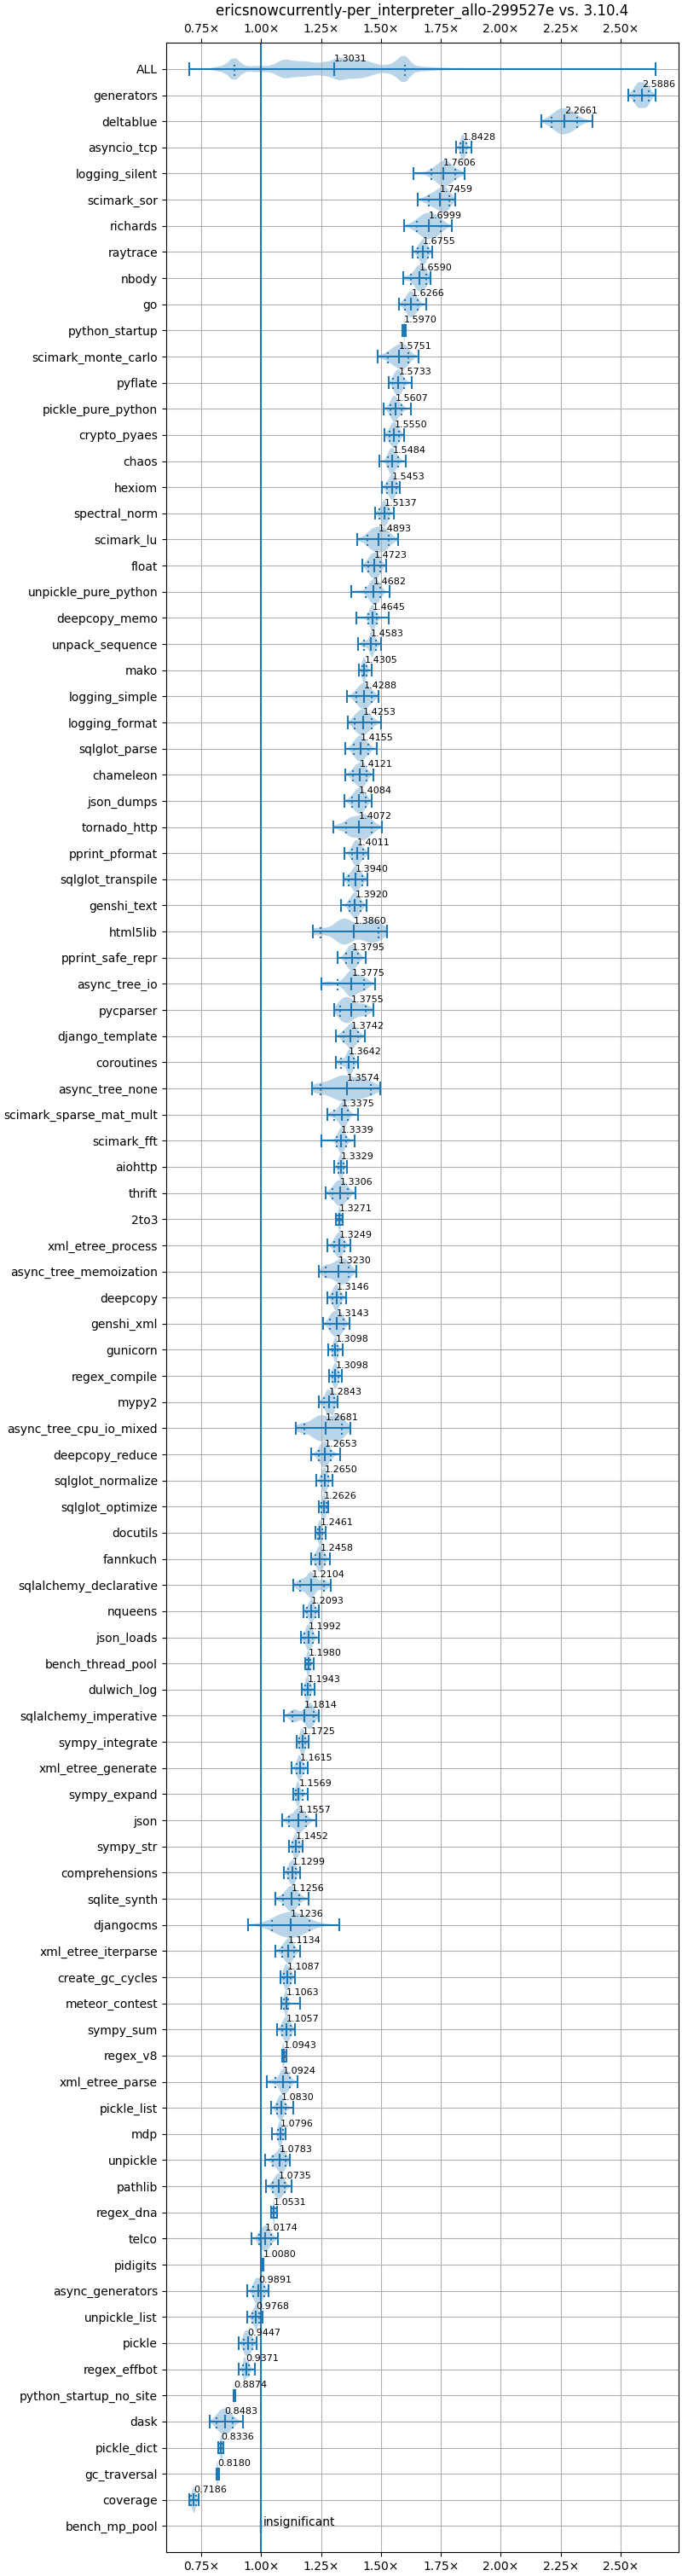 ericsnowcurrently-per_interpreter_allo-299527e vs. 3.10.4
0.75× 1.00× 1.25× 1.50× 1.75× 2.00× 2.25× 2.50×
ALL 1.3031
generators 2.5886
deltablue 2.2661
asyncio_tcp 1.8428
logging_silent 1.7606
scimark_sor 1.7459
richards 1.6999
raytrace 1.6755
nbody 1.6590
go 1.6266
python_startup 1.5970
scimark_monte_carlo 1.5751
pyflate 1.5733
pickle_pure_python 1.5607
crypto_pyaes 1.5550
chaos 1.5484
hexiom 1.5453
spectral_norm 1.5137
scimark_lu 1.4893
float 1.4723
unpickle_pure_python 1.4682
deepcopy_memo 1.4645
unpack_sequence 1.4583
mako 1.4305
logging_simple 1.4288
logging_format 1.4253
sqlglot_parse 1.4155
chameleon 1.4121
json_dumps 1.4084
tornado_http 1.4072
pprint_pformat 1.4011
sqlglot_transpile 1.3940
genshi_text 1.3920
html5lib 1.3860
pprint_safe_repr 1.3795
async_tree_io 1.3775
pycparser 1.3755
django_template 1.3742
coroutines 1.3642
async_tree_none 1.3574
scimark_sparse_mat_mult 1.3375
scimark_fft 1.3339
aiohttp 1.3329
thrift 1.3306
2to3 1.3271
xml_etree_process 1.3249
async_tree_memoization 1.3230
deepcopy 1.3146
genshi_xml 1.3143
gunicorn 1.3098
regex_compile 1.3098
mypy2 1.2843
async_tree_cpu_io_mixed 1.2681
deepcopy_reduce 1.2653
sqlglot_normalize 1.2650
sqlglot_optimize 1.2626
docutils 1.2461
fannkuch 1.2458
sqlalchemy_declarative 1.2104
nqueens 1.2093
json_loads 1.1992
bench_thread_pool 1.1980
dulwich_log 1.1943
sqlalchemy_imperative 1.1814
sympy_integrate 1.1725
xml_etree_generate 1.1615
sympy_expand 1.1569
json 1.1557
sympy_str 1.1452
comprehensions 1.1299
sqlite_synth 1.1256
djangocms 1.1236
xml_etree_iterparse 1.1134
create_gc_cycles 1.1087
meteor_contest 1.1063
sympy_sum 1.1057
regex_v8 1.0943
xml_etree_parse 1.0924
pickle_list 1.0830
mdp 1.0796
unpickle 1.0783
pathlib 1.0735
regex_dna 1.0531
telco 1.0174
pidigits 1.0080
async_generators 0.9891
unpickle_list 0.9768
pickle 0.9447
regex_effbot 0.9371
python_startup_no_site 0.8874
dask 0.8483
pickle_dict 0.8336
gc_traversal 0.8180
coverage 0.7186
bench_mp_pool insignificant
0.75× 1.00× 1.25× 1.50× 1.75× 2.00× 2.25× 2.50×